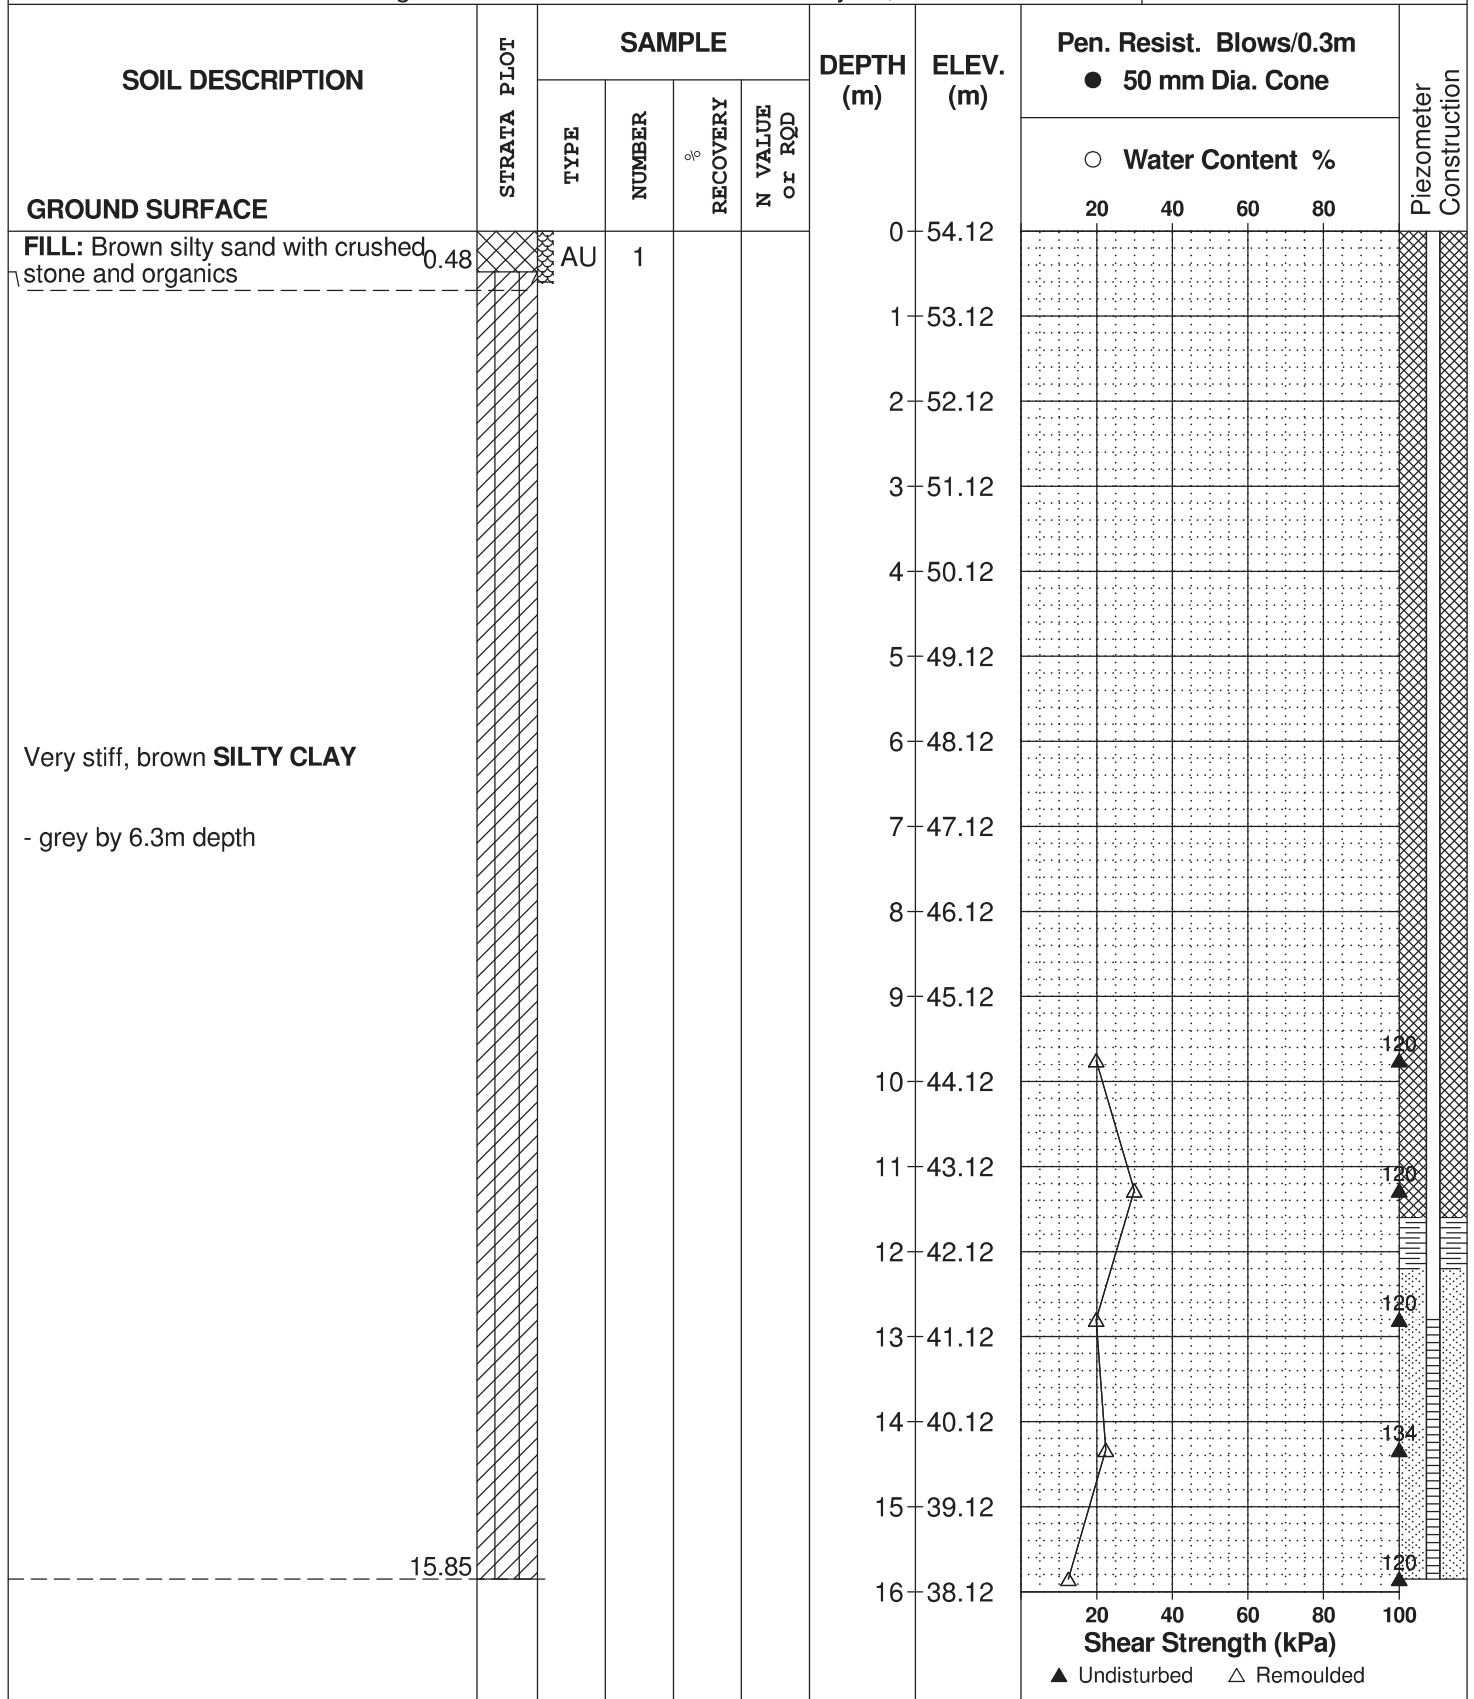 SOIL DESCRIPTION
GROUND SURFACE
STRATA PLOT
SAMPLE
TYPE
NUMBER
%
RECOVERY
N VALUE
or RQD
DEPTH
(m)
ELEV.
(m)
Pen. Resist. Blows/0.3m
● 50 mm Dia. Cone
○ Water Content %
20 40 60 80
Piezometer
Construction
FILL: Brown silty sand with crushed
stone and organics
0.48
AU 1
0 54.12
1 53.12
2 52.12
3 51.12
4 50.12
5 49.12
6 48.12
Very stiff, brown SILTY CLAY
- grey by 6.3m depth
7 47.12
8 46.12
9 45.12
120
10 44.12
11 43.12
120
12 42.12
120
13 41.12
14 40.12
134
15 39.12
15.85
120
16 38.12
20 40 60 80 100
Shear Strength (kPa)
▲ Undisturbed △ Remoulded